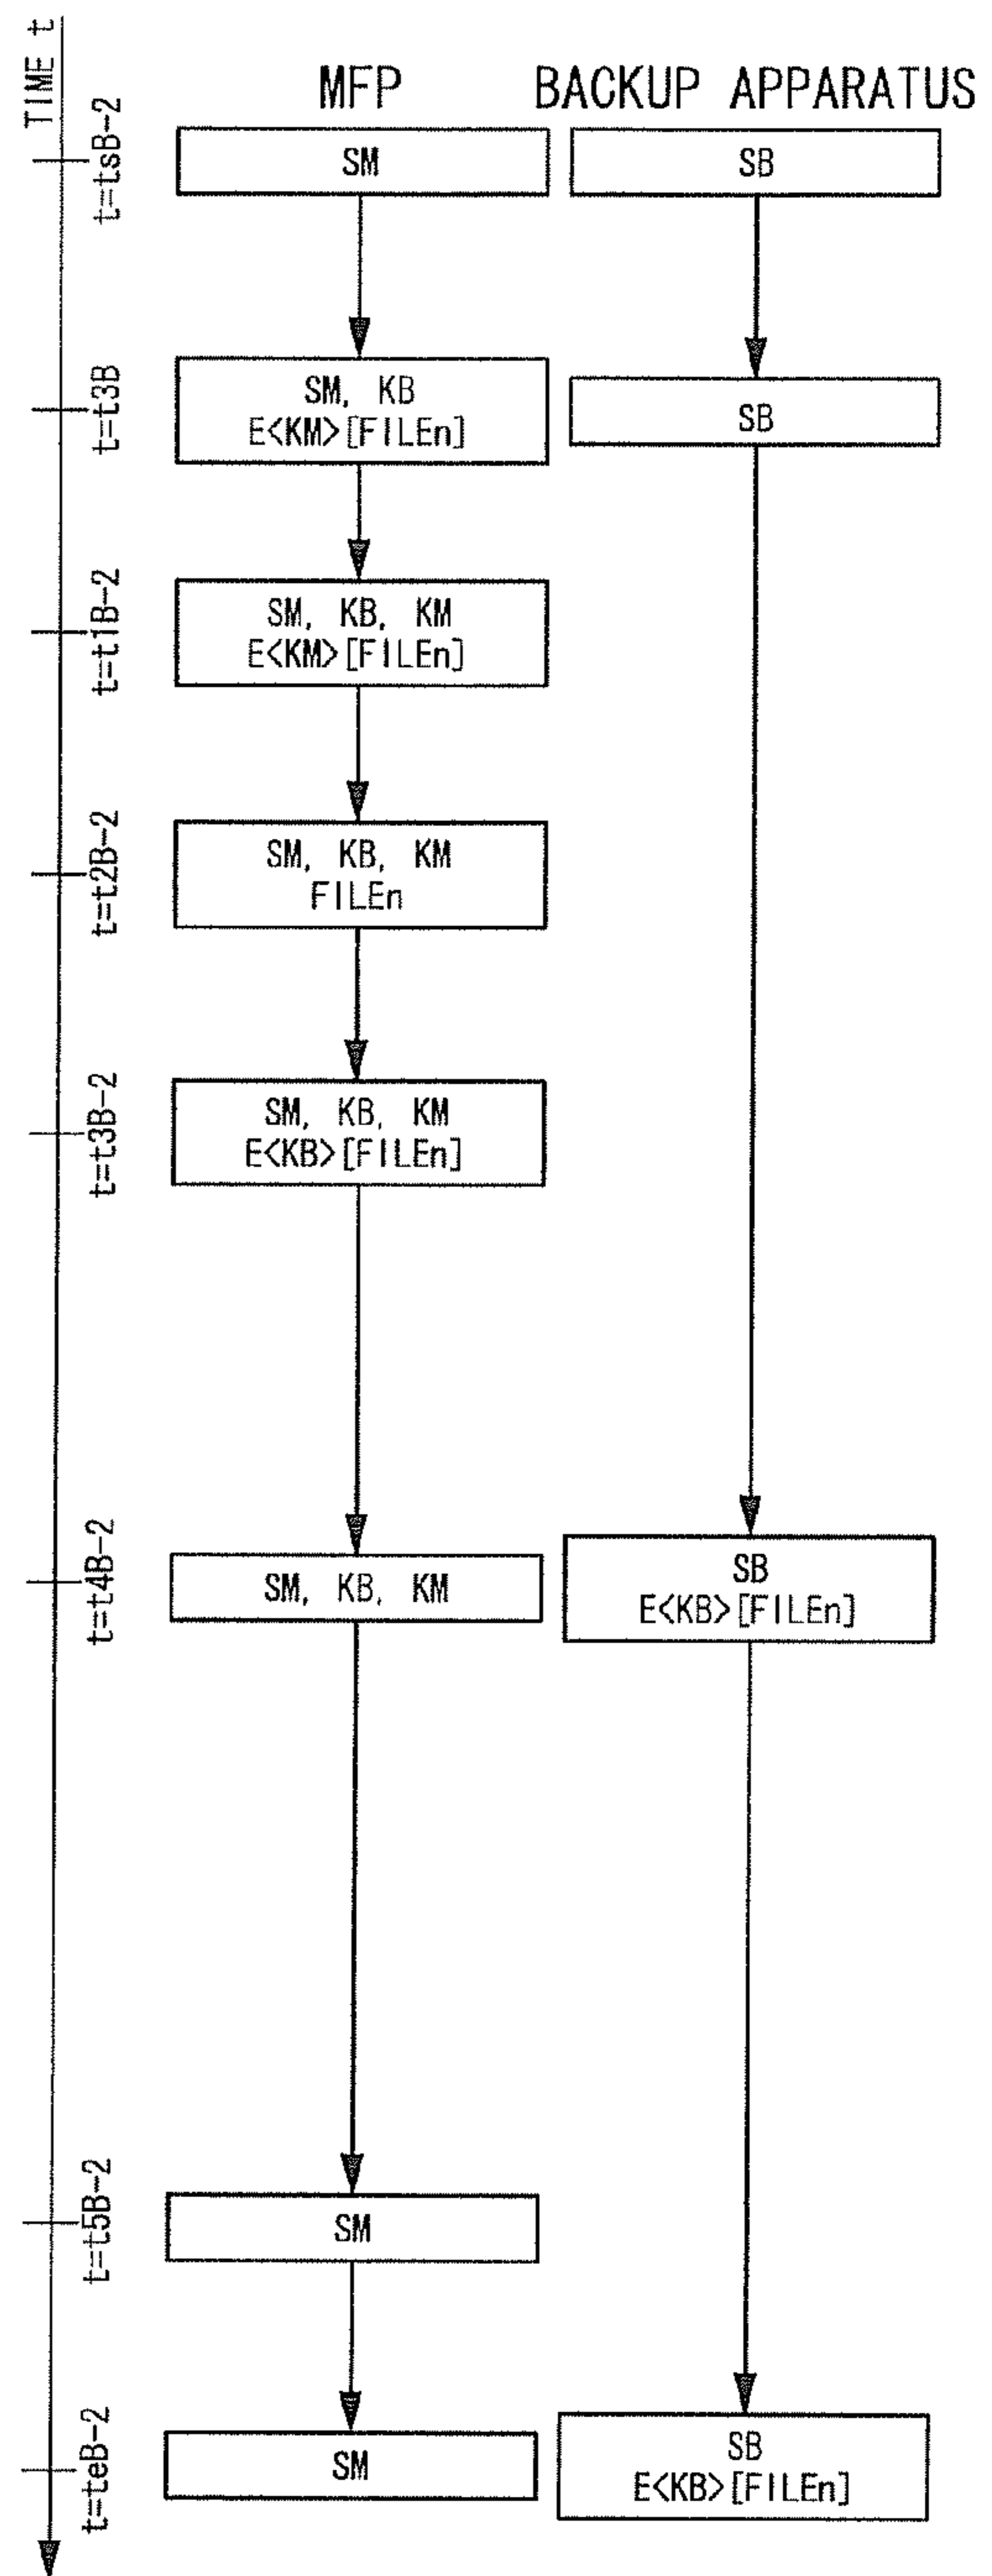 TIME t
MFP
BACKUP APPARATUS
t=tsB-2
SM
SB
t=t3B
SM, KB
E<KM>[FILEn]
SB
t=t1B-2
SM, KB, KM
E<KM>[FILEn]
t=t2B-2
SM, KB, KM
FILEn
t=t3B-2
SM, KB, KM
E<KB>[FILEn]
t=t4B-2
SM, KB, KM
SB
E<KB>[FILEn]
t=t5B-2
SM
t=teB-2
SM
SB
E<KB>[FILEn]